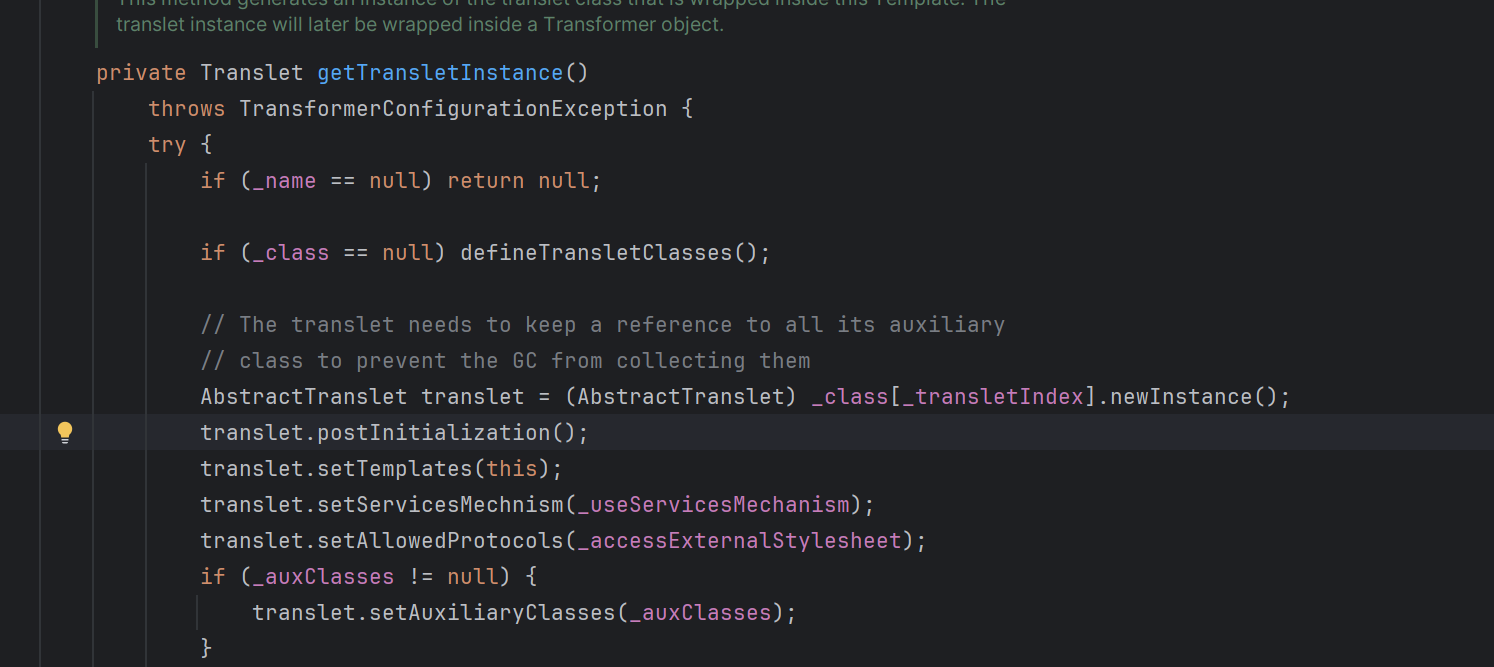 This method generates an instance of the translet class that is wrapped inside this Template. The
translet instance will later be wrapped inside a Transformer object.
private Translet getTransletInstance()
throws TransformerConfigurationException {
try {
if (_name == null) return null;
if (_class == null) defineTransletClasses();
// The translet needs to keep a reference to all its auxiliary
// class to prevent the GC from collecting them
AbstractTranslet translet = (AbstractTranslet) _class[_transletIndex].newInstance();
translet.postInitialization();
translet.setTemplates(this);
translet.setServicesMechnism(_useServicesMechanism);
translet.setAllowedProtocols(_accessExternalStylesheet);
if (_auxClasses != null) {
translet.setAuxiliaryClasses(_auxClasses);
}